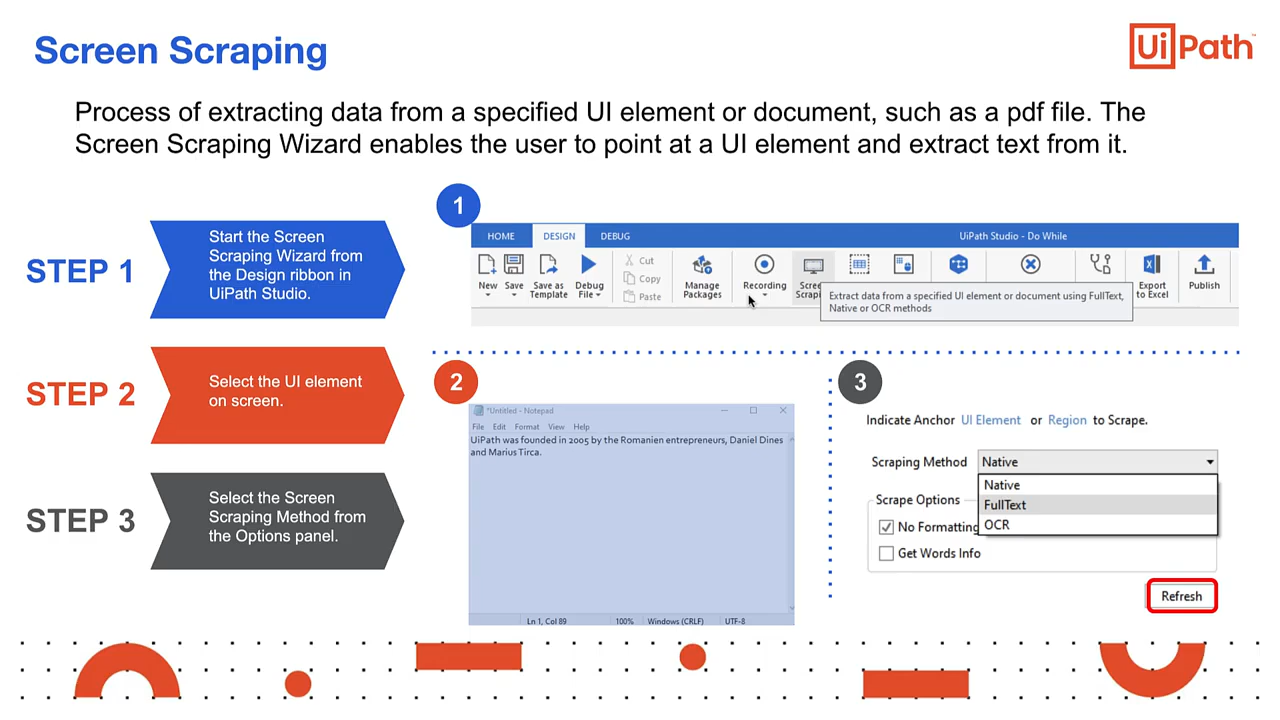 Screen Scraping
UiPath
Process of extracting data from a specified UI element or document, such as a pdf file. The
Screen Scraping Wizard enables the user to point at a UI element and extract text from it.
STEP 1
Start the Screen
Scraping Wizard from
the Design ribbon in
UiPath Studio.
STEP 2
Select the UI element
on screen.
STEP 3
Select the Screen
Scraping Method from
the Options panel.
1
HOME DESIGN DEBUG UiPath Studio - Do While
New Save Save as Template Debug File Cut Copy Paste Manage Packages Recording Scree Scrapi Export to Excel Publish
Extract data from a specified UI element or document using FullText,
Native or OCR methods
2
*Untitled - Notepad
File Edit Format View Help
UiPath was founded in 2005 by the Romanien entrepreneurs, Daniel Dines
and Marius Tirca.
Ln 1, Col 89 100% Windows (CRLF) UTF-8
3
Indicate Anchor UI Element or Region to Scrape.
Scraping Method Native
Native
Scrape Options
FullText
OCR
No Formatting
Get Words Info
Refresh